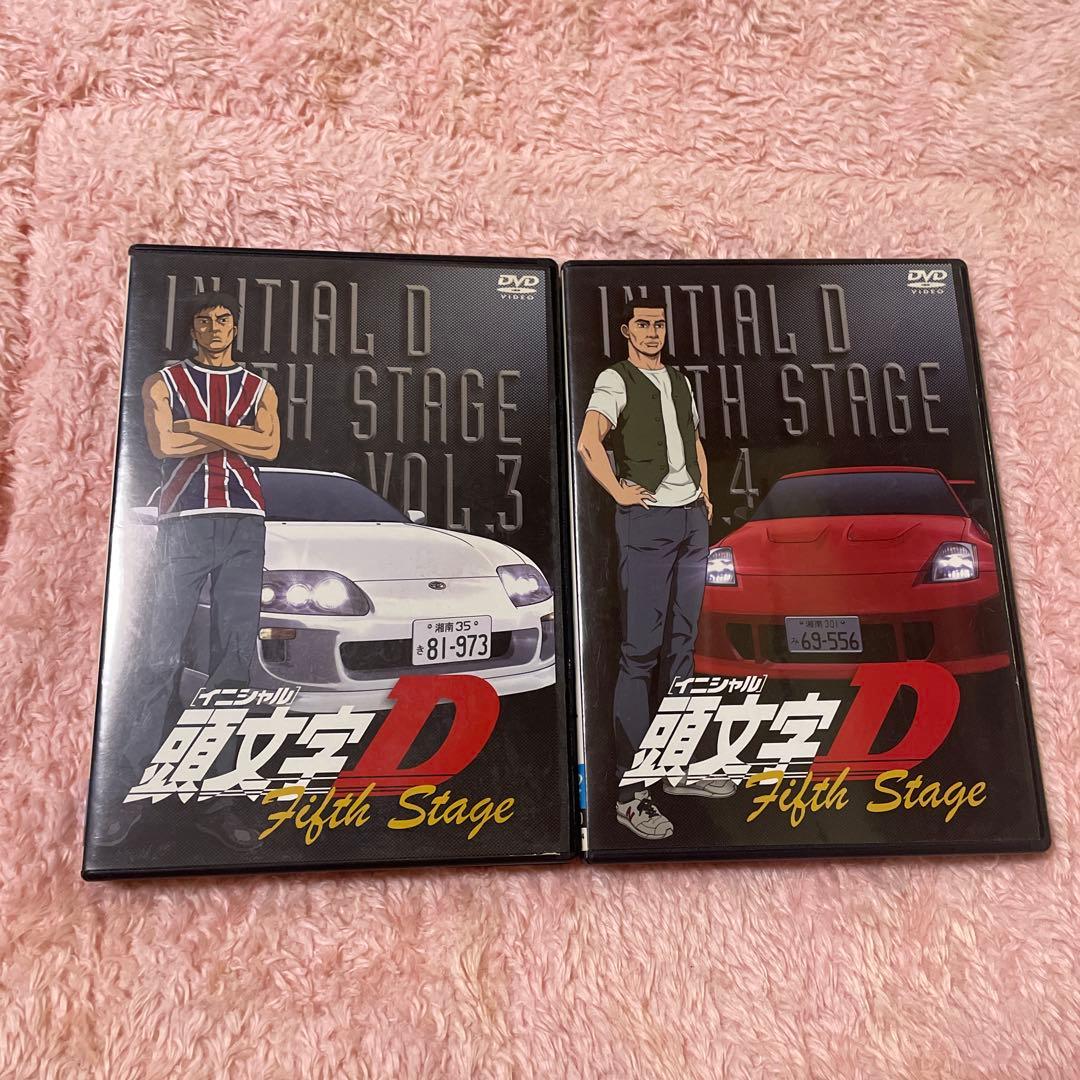 DVD
VIDEO
INITIAL D
TH STAGE
VOL.3
湘南 35
き 81-973
[イニシャル]
頭文字D
Fifth Stage
DVD
VIDEO
INITIAL D
TH STAGE
.4
湘南 301
み 69-556
[イニシャル]
頭文字D
Fifth Stage